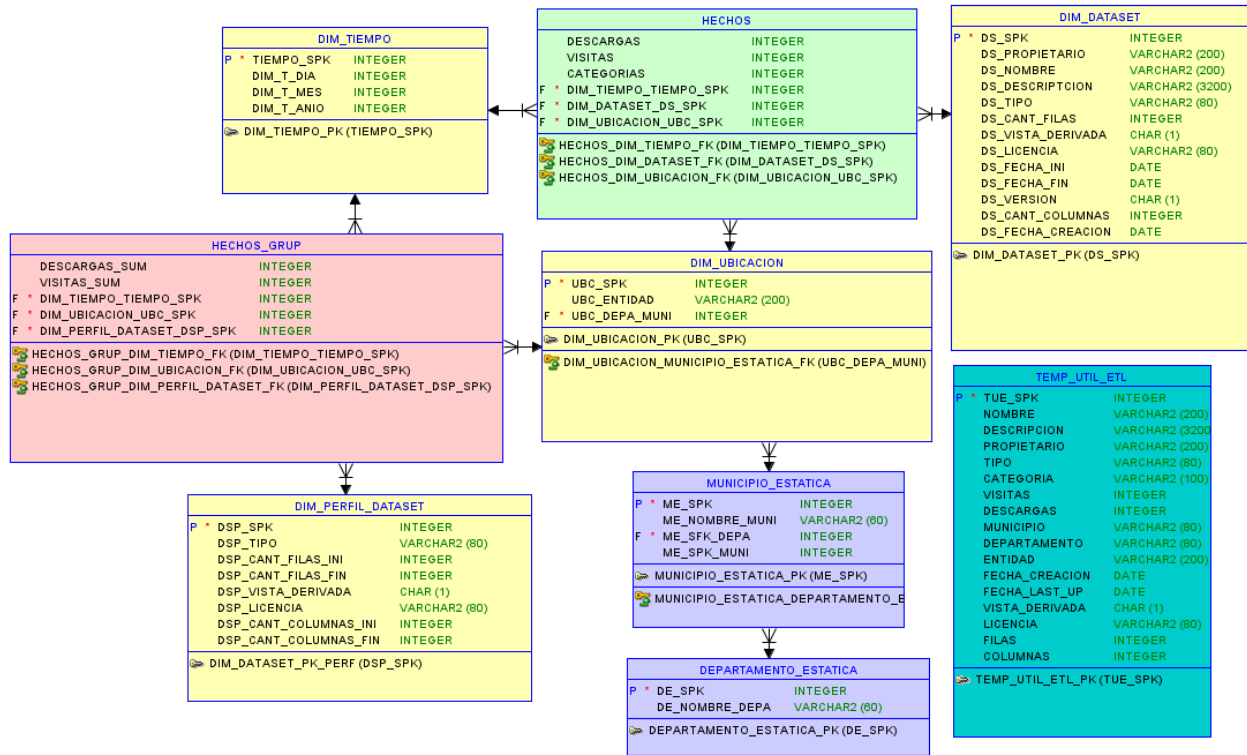 DIM_TIEMPO
P * TIEMPO_SPK INTEGER
DIM_T_DIA INTEGER
DIM_T_MES INTEGER
DIM_T_ANIO INTEGER
DIM_TIEMPO_PK (TIEMPO_SPK)
HECHOS
DESCARGAS INTEGER
VISITAS INTEGER
CATEGORIAS INTEGER
F * DIM_TIEMPO_TIEMPO_SPK INTEGER
F * DIM_DATASET_DS_SPK INTEGER
F * DIM_UBICACION_UBC_SPK INTEGER
HECHOS_DIM_TIEMPO_FK (DIM_TIEMPO_TIEMPO_SPK)
HECHOS_DIM_DATASET_FK (DIM_DATASET_DS_SPK)
HECHOS_DIM_UBICACION_FK (DIM_UBICACION_UBC_SPK)
DIM_DATASET
P * DS_SPK INTEGER
DS_PROPIETARIO VARCHAR2 (200)
DS_NOMBRE VARCHAR2 (200)
DS_DESCRIPTCION VARCHAR2 (3200)
DS_TIPO VARCHAR2 (80)
DS_CANT_FILAS INTEGER
DS_VISTA_DERIVADA CHAR (1)
DS_LICENCIA VARCHAR2 (80)
DS_FECHA_INI DATE
DS_FECHA_FIN DATE
DS_VERSION CHAR (1)
DS_CANT_COLUMNAS INTEGER
DS_FECHA_CREACION DATE
DIM_DATASET_PK (DS_SPK)
HECHOS_GRUP
DESCARGAS_SUM INTEGER
VISITAS_SUM INTEGER
F * DIM_TIEMPO_TIEMPO_SPK INTEGER
F * DIM_UBICACION_UBC_SPK INTEGER
F * DIM_PERFIL_DATASET_DSP_SPK INTEGER
HECHOS_GRUP_DIM_TIEMPO_FK (DIM_TIEMPO_TIEMPO_SPK)
HECHOS_GRUP_DIM_UBICACION_FK (DIM_UBICACION_UBC_SPK)
HECHOS_GRUP_DIM_PERFIL_DATASET_FK (DIM_PERFIL_DATASET_DSP_SPK)
DIM_UBICACION
P * UBC_SPK INTEGER
UBC_ENTIDAD VARCHAR2 (200)
F * UBC_DEPA_MUNI INTEGER
DIM_UBICACION_PK (UBC_SPK)
DIM_UBICACION_MUNICIPIO_ESTATICA_FK (UBC_DEPA_MUNI)
TEMP_UTIL_ETL
P * TUE_SPK INTEGER
NOMBRE VARCHAR2 (200)
DESCRIPCION VARCHAR2 (3200
PROPIETARIO VARCHAR2 (200)
TIPO VARCHAR2 (80)
CATEGORIA VARCHAR2 (100)
VISITAS INTEGER
DESCARGAS INTEGER
MUNICIPIO VARCHAR2 (80)
DEPARTAMENTO VARCHAR2 (80)
ENTIDAD VARCHAR2 (200)
FECHA_CREACION DATE
FECHA_LAST_UP DATE
VISTA_DERIVADA CHAR (1)
LICENCIA VARCHAR2 (80)
FILAS INTEGER
COLUMNAS INTEGER
TEMP_UTIL_ETL_PK (TUE_SPK)
DIM_PERFIL_DATASET
P * DSP_SPK INTEGER
DSP_TIPO VARCHAR2 (80)
DSP_CANT_FILAS_INI INTEGER
DSP_CANT_FILAS_FIN INTEGER
DSP_VISTA_DERIVADA CHAR (1)
DSP_LICENCIA VARCHAR2 (80)
DSP_CANT_COLUMNAS_INI INTEGER
DSP_CANT_COLUMNAS_FIN INTEGER
DIM_DATASET_PK_PERF (DSP_SPK)
MUNICIPIO_ESTATICA
P * ME_SPK INTEGER
ME_NOMBRE_MUNI VARCHAR2 (60)
F * ME_SFK_DEPA INTEGER
ME_SPK_MUNI INTEGER
MUNICIPIO_ESTATICA_PK (ME_SPK)
MUNICIPIO_ESTATICA_DEPARTAMENTO_E
DEPARTAMENTO_ESTATICA
P * DE_SPK INTEGER
DE_NOMBRE_DEPA VARCHAR2 (60)
DEPARTAMENTO_ESTATICA_PK (DE_SPK)